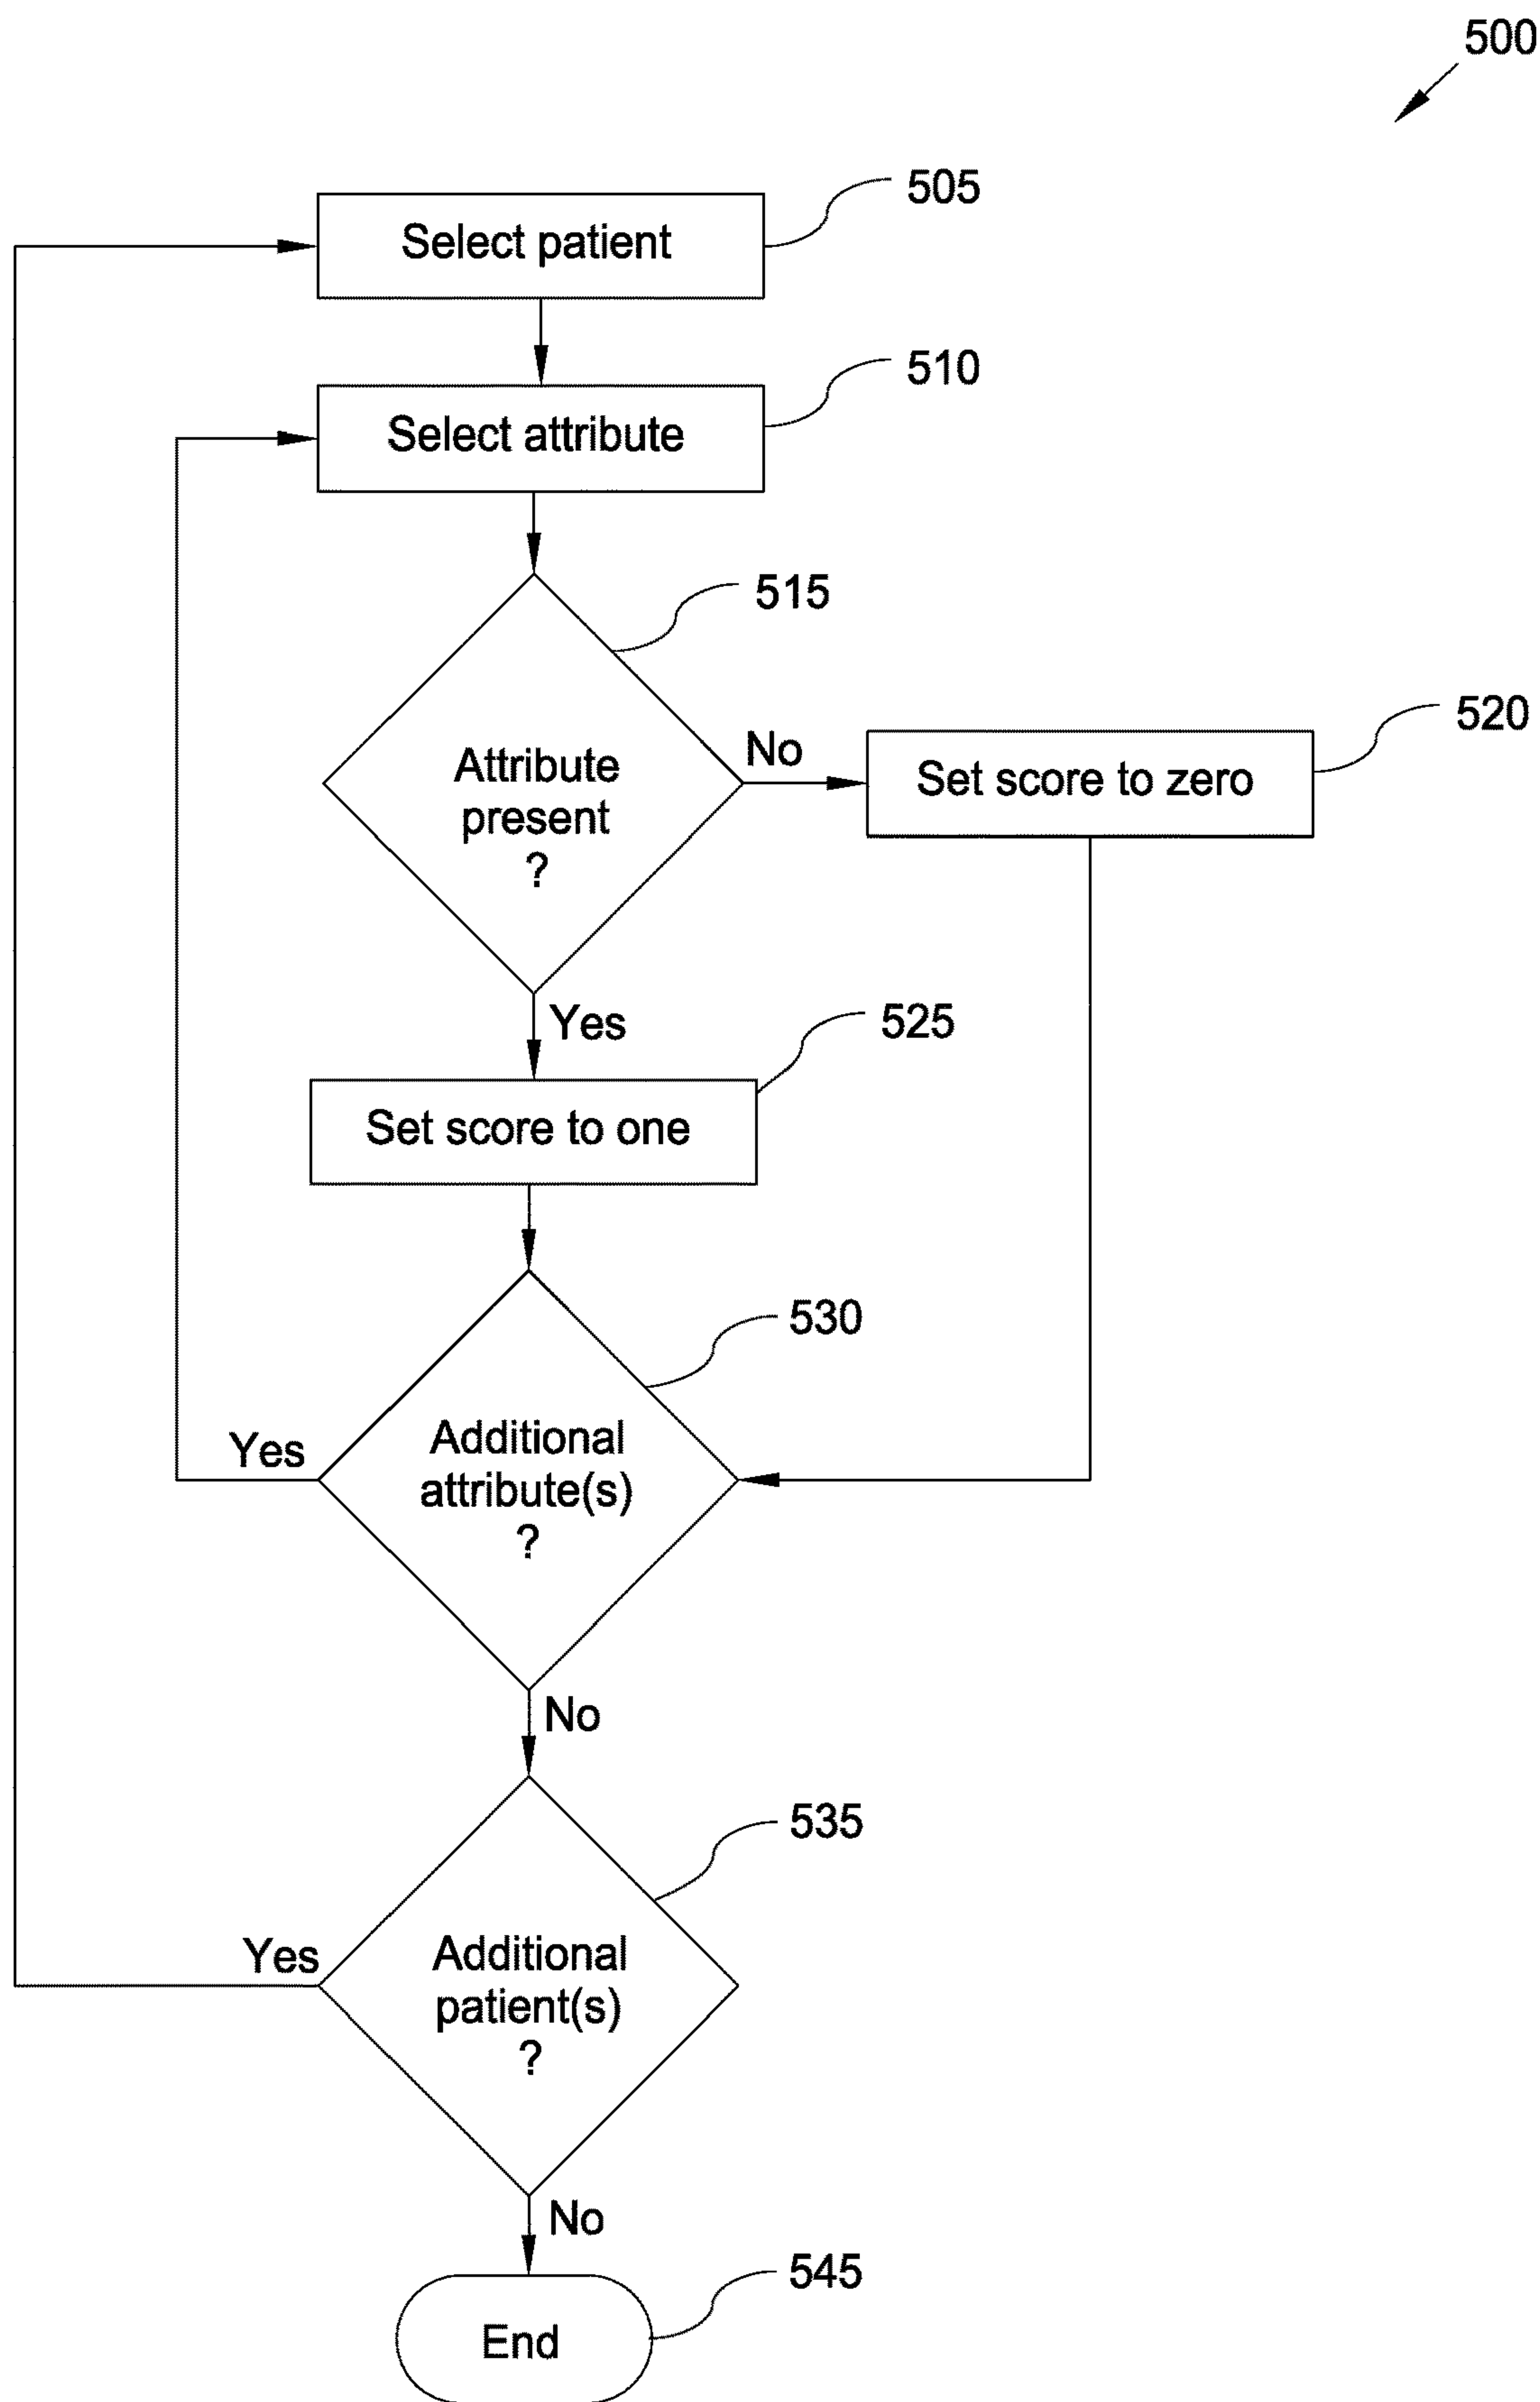 500
505
Select patient
510
Select attribute
515
520
No
Set score to zero
Attribute
present
?
Yes
525
Set score to one
530
Additional
attribute(s)
?
Yes
No
535
Additional
patient(s)
?
Yes
No
545
End